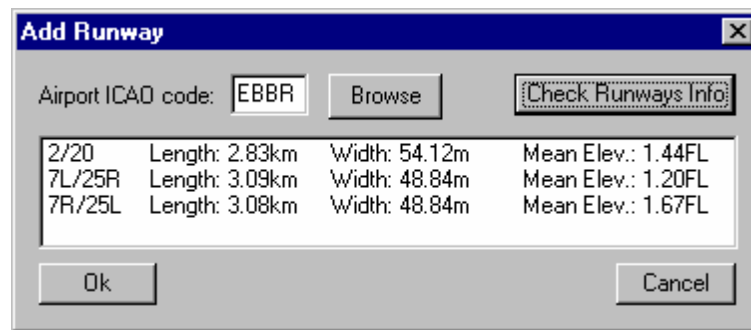 Add Runway
Airport ICAO code: EBBR Browse Check Runways Info
2/20 Length: 2.83km Width: 54.12m Mean Elev.: 1.44FL
7L/25R Length: 3.09km Width: 48.84m Mean Elev.: 1.20FL
7R/25L Length: 3.08km Width: 48.84m Mean Elev.: 1.67FL
Ok Cancel